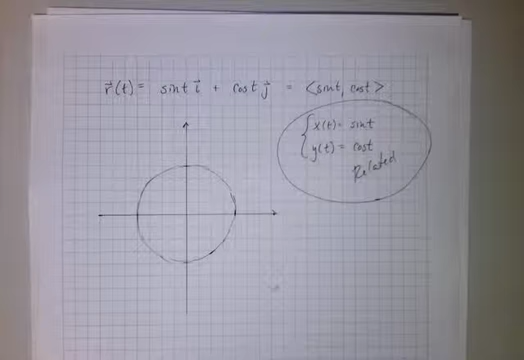 r⃗(t) = sint i⃗ + cost j⃗ = <sint, cost>
{ x(t) = sint
y(t) = cost
Related